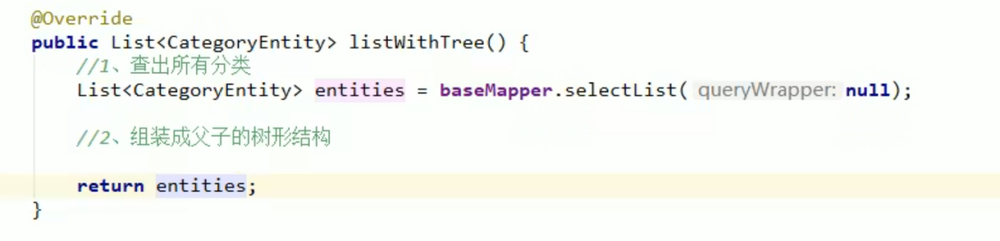 @Override
public List<CategoryEntity> listWithTree() {
//1、查出所有分类
List<CategoryEntity> entities = baseMapper.selectList( queryWrapper: null);
//2、组装成父子的树形结构
return entities;
}